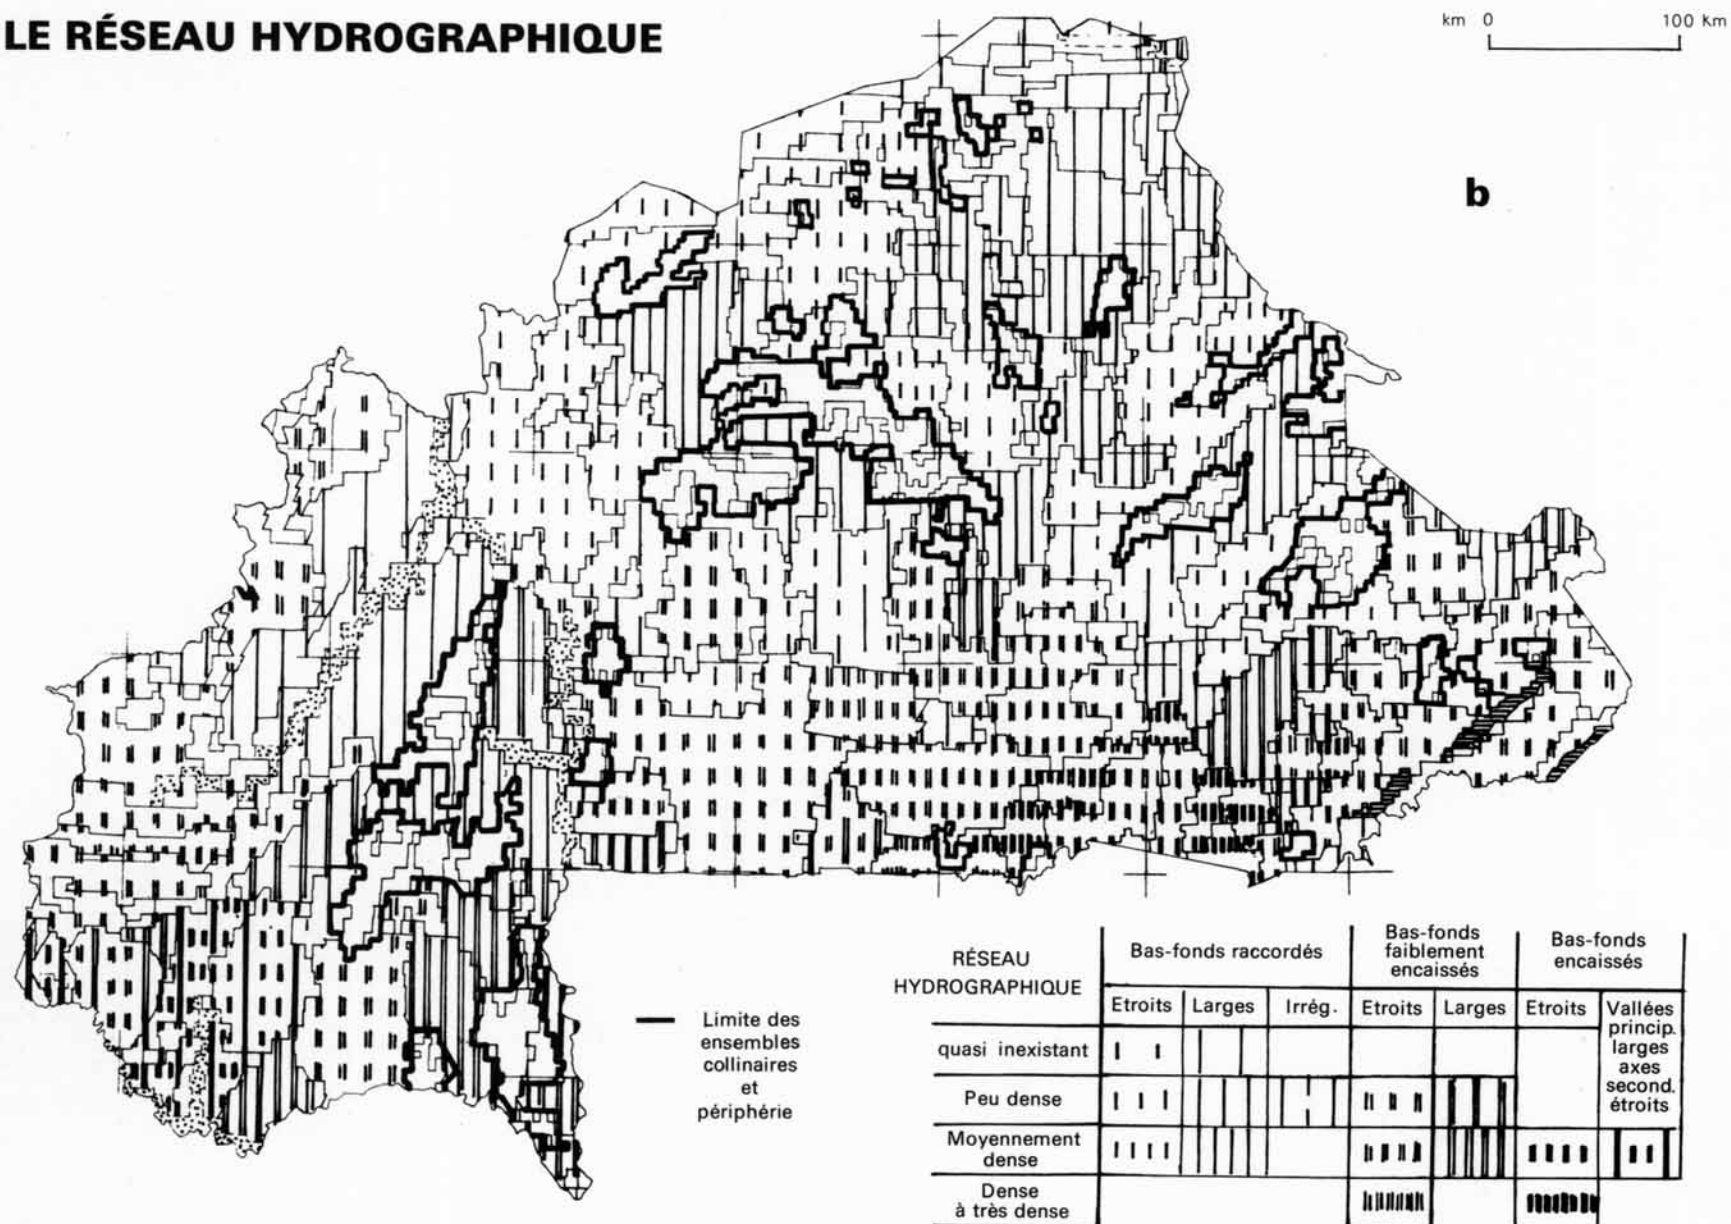 LE RÉSEAU HYDROGRAPHIQUE
km 0 100 Km
b
Limite des
ensembles
collinaires
et
périphérie
RÉSEAU
HYDROGRAPHIQUE
Bas-fonds raccordés
Bas-fonds
faiblement
encaissés
Bas-fonds
encaissés
Etroits Larges Irrég. Etroits Larges Etroits
Vallées
princip.
larges
axes
second.
étroits
quasi inexistant
Peu dense
Moyennement
dense
Dense
à très dense